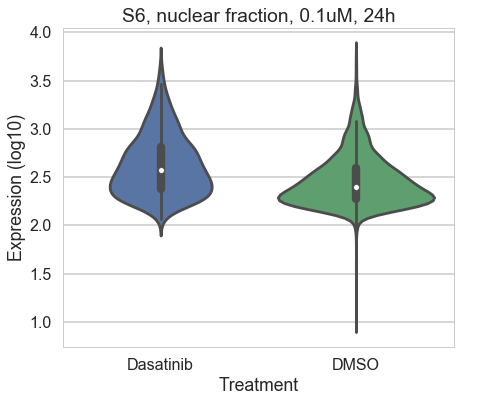 S6, nuclear fraction, 0.1uM, 24h
Expression (log10)
4.0
3.5
3.0
2.5
2.0
1.5
1.0
Dasatinib DMSO
Treatment